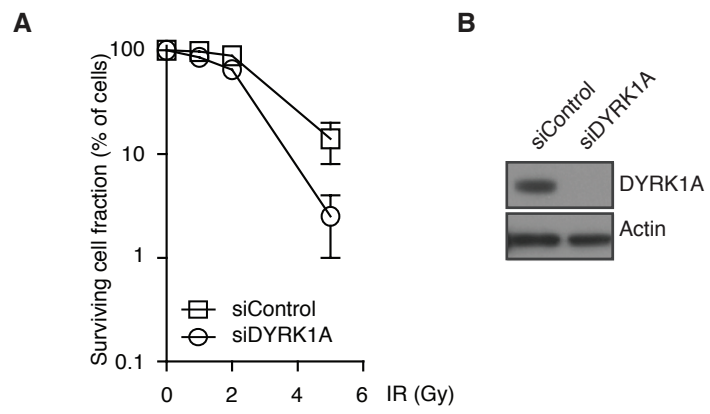 A
Surviving cell fraction (% of cells)
100
10
1
0.1
siControl
siDYRK1A
0 2 4 6 IR (Gy)
B
siControl
siDYRK1A
DYRK1A
Actin